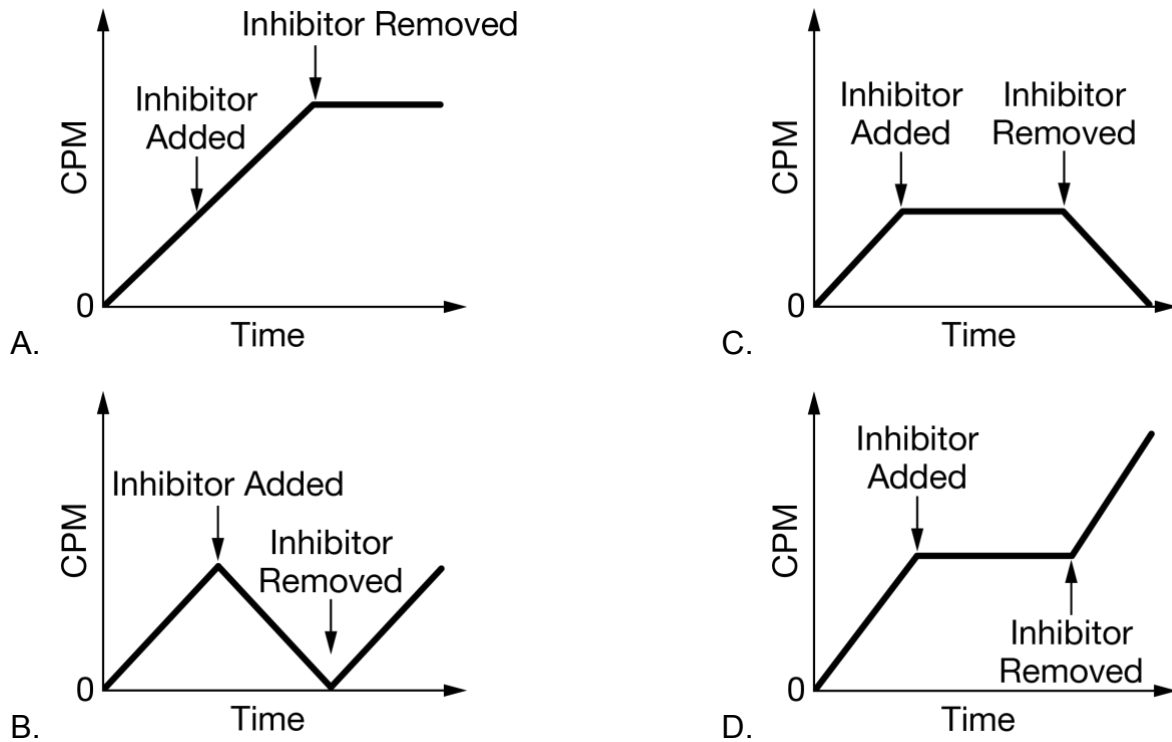 Inhibitor Removed
Inhibitor
Added
CPM
0
Time
A.
Inhibitor
Added
Inhibitor
Removed
CPM
0
Time
C.
Inhibitor Added
Inhibitor
Removed
CPM
0
Time
B.
Inhibitor
Added
CPM
Inhibitor
Removed
0
Time
D.